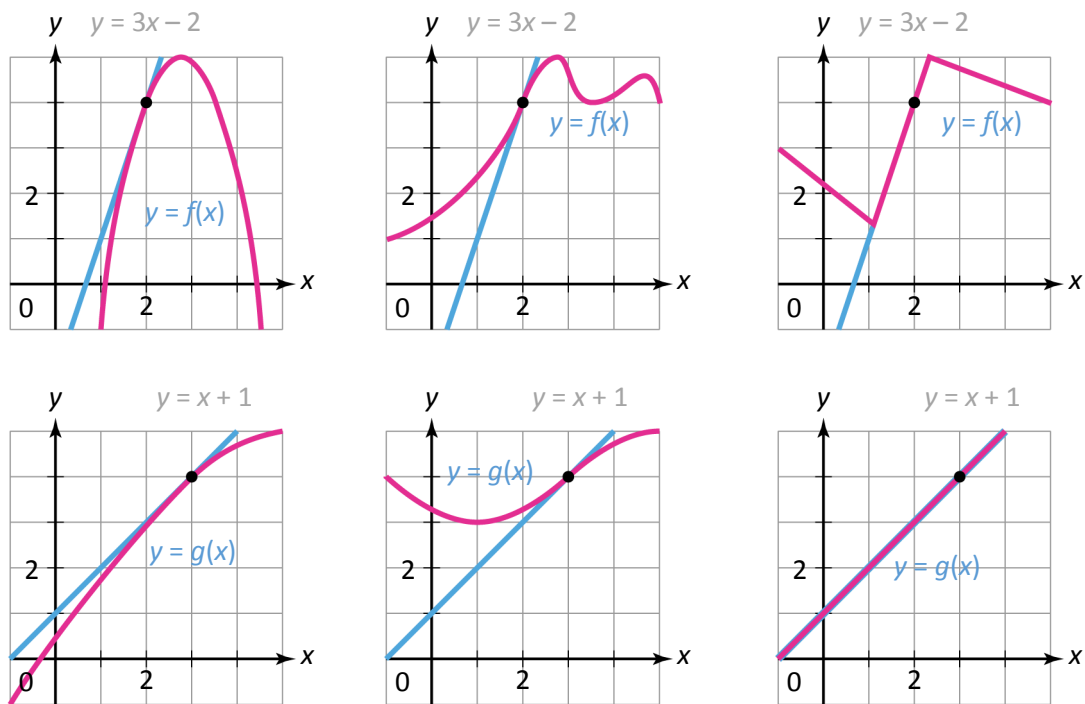 y y = 3x – 2
y = f(x)
2
0 2 x
y y = 3x – 2
y = f(x)
2
0 2 x
y y = 3x – 2
y = f(x)
2
0 2 x
y y = x + 1
y = g(x)
2
0 2 x
y y = x + 1
y = g(x)
2
0 2 x
y y = x + 1
y = g(x)
2
0 2 x